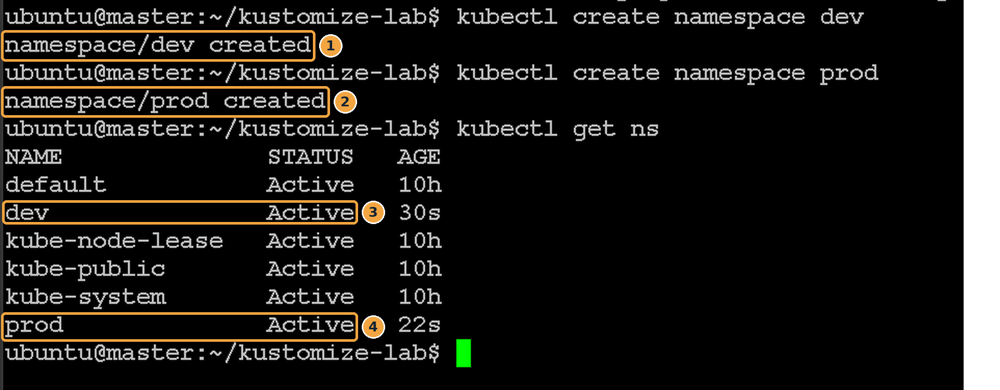 ubuntu@master:~/kustomize-lab$ kubectl create namespace dev
namespace/dev created 1
ubuntu@master:~/kustomize-lab$ kubectl create namespace prod
namespace/prod created 2
ubuntu@master:~/kustomize-lab$ kubectl get ns
NAME STATUS AGE
default Active 10h
dev Active 3 30s
kube-node-lease Active 10h
kube-public Active 10h
kube-system Active 10h
prod Active 4 22s
ubuntu@master:~/kustomize-lab$